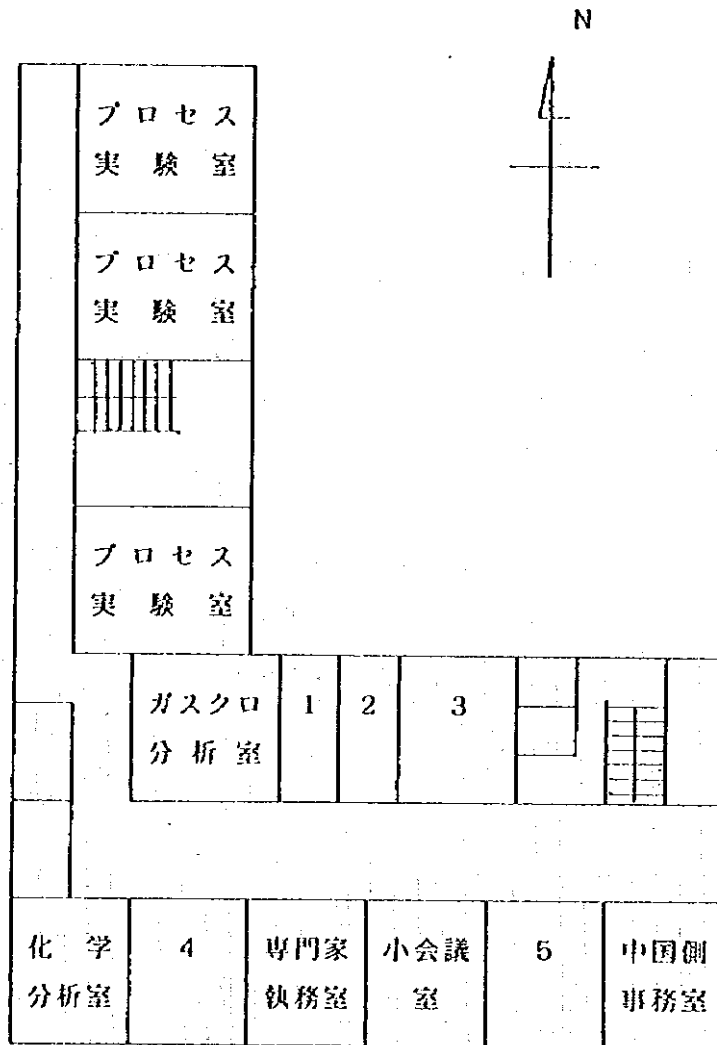 N
プロセス
実験室
プロセス
実験室
プロセス
実験室
ガスクロ
分析室
1
2
3
化学
分析室
4
専門家
執務室
小会議
室
5
中国側
事務室